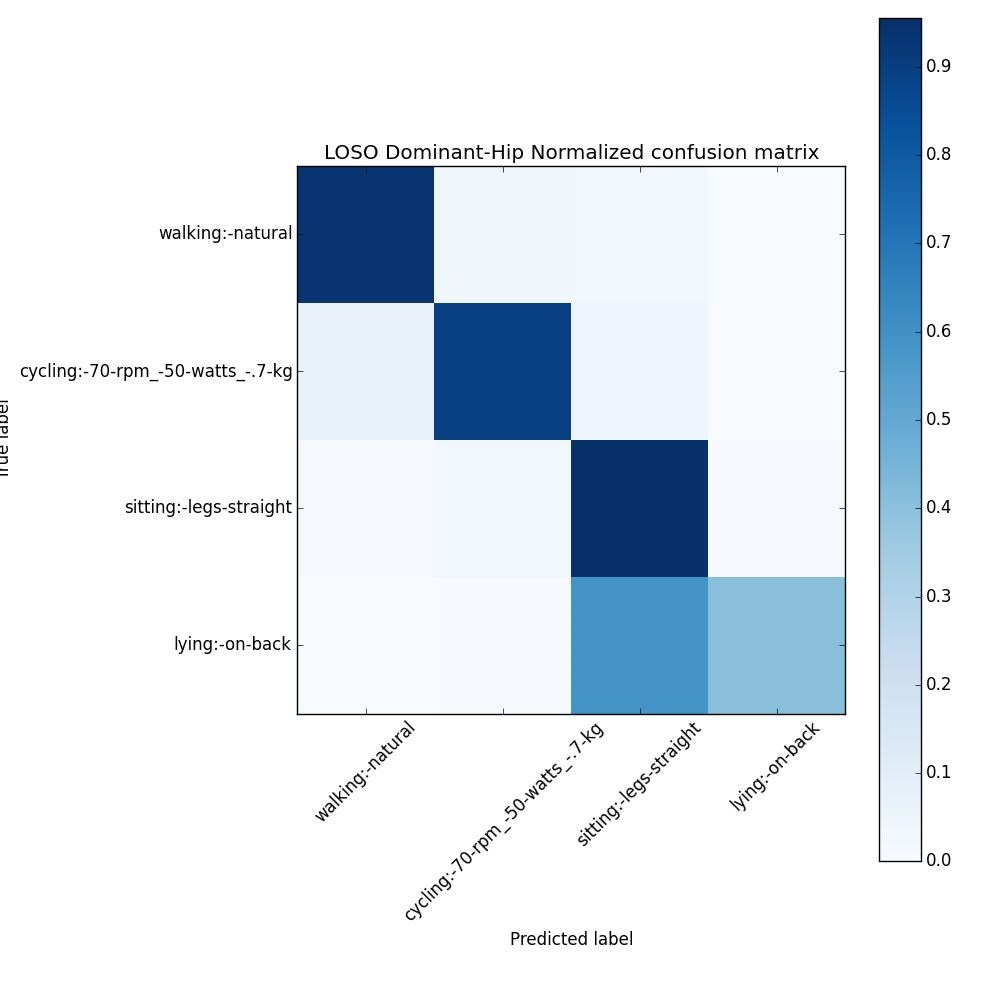 LOSO Dominant-Hip Normalized confusion matrix
walking:-natural
cycling:-70-rpm_-50-watts_-.7-kg
sitting:-legs-straight
lying:-on-back
True label
walking:-natural
cycling:-70-rpm_-50-watts_-.7-kg
sitting:-legs-straight
lying:-on-back
Predicted label
0.9
0.8
0.7
0.6
0.5
0.4
0.3
0.2
0.1
0.0